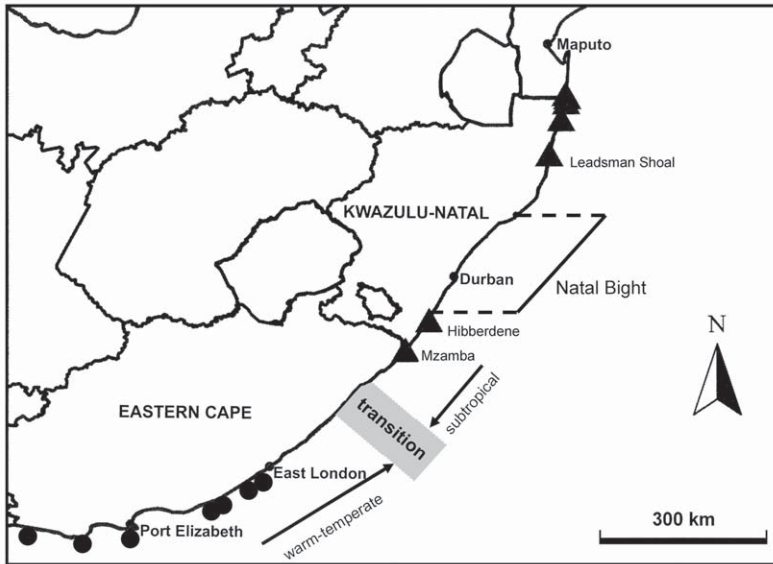 Maputo
Leadsman Shoal
KWAZULU-NATAL
Durban
Natal Bight
Hibberdene
Mzamba
N
EASTERN CAPE
transition
subtropical
East London
Port Elizabeth
warm-temperate
300 km